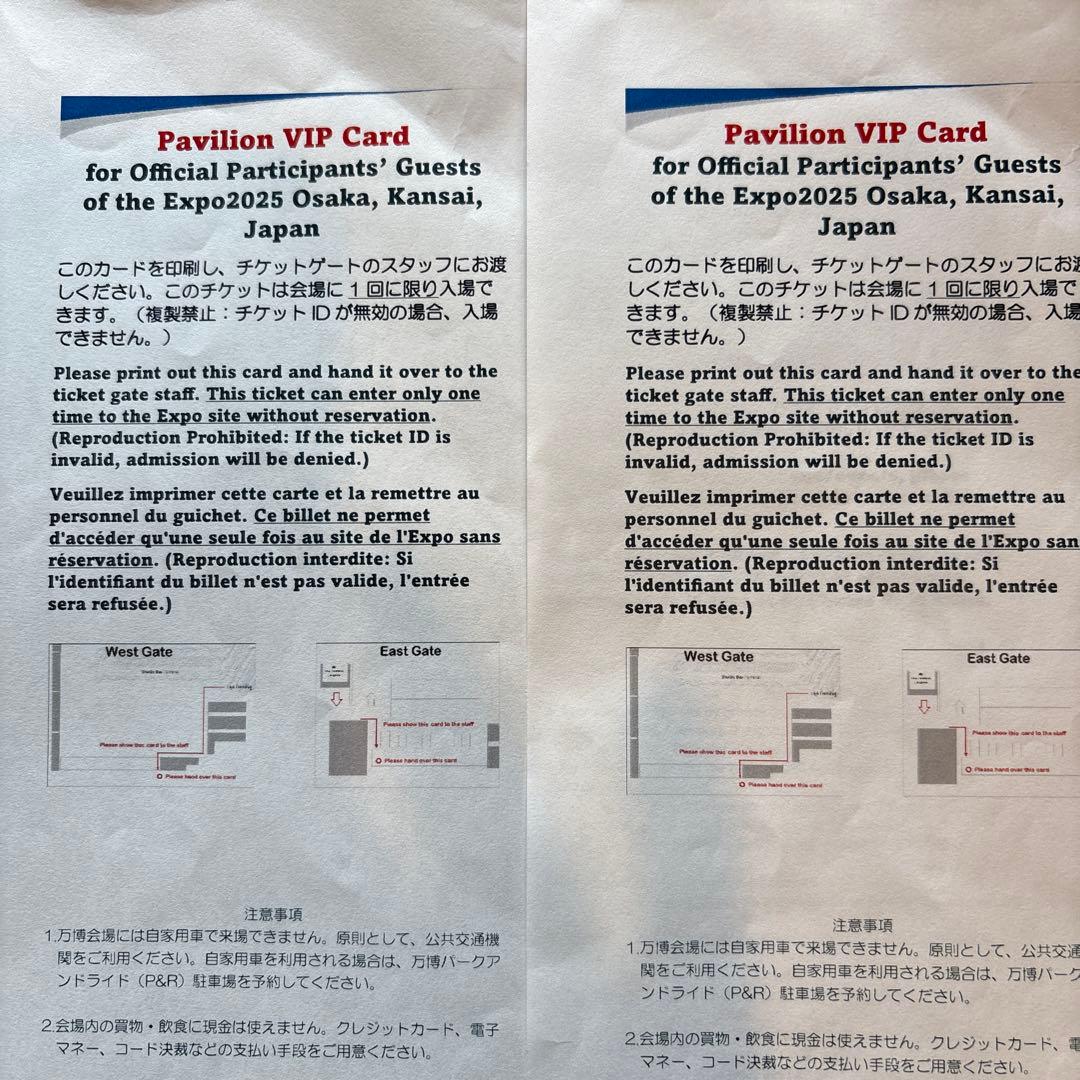 Pavilion VIP Card
for Official Participants’ Guests
of the Expo2025 Osaka, Kansai,
Japan
このカードを印刷し、チケットゲートのスタッフにお渡
しください。このチケットは会場に１回に限り入場で
きます。（複製禁止：チケット ID が無効の場合、入場
できません。）
Please print out this card and hand it over to the
ticket gate staff. This ticket can enter only one
time to the Expo site without reservation.
(Reproduction Prohibited: If the ticket ID is
invalid, admission will be denied.)
Veuillez imprimer cette carte et la remettre au
personnel du guichet. Ce billet ne permet
d'accéder qu'une seule fois au site de l'Expo sans
réservation. (Reproduction interdite: Si
l'identifiant du billet n'est pas valide, l'entrée
sera refusée.)
West Gate
Please show this card to the staff
Please hand over this card
East Gate
Please show this card to the staff
Please hand over this card
注意事項
1.万博会場には自家用車で来場できません。原則として、公共交通機
関をご利用ください。自家用車を利用される場合は、万博パークア
ンドライド（P&R）駐車場を予約してください。
2.会場内の買物・飲食に現金は使えません。クレジットカード、電子
マネー、コード決裁などの支払い手段をご用意ください。
Pavilion VIP Card
for Official Participants’ Guests
of the Expo2025 Osaka, Kansai,
Japan
このカードを印刷し、チケットゲートのスタッフにお渡
しください。このチケットは会場に１回に限り入場で
きます。（複製禁止：チケット ID が無効の場合、入場
できません。）
Please print out this card and hand it over to the
ticket gate staff. This ticket can enter only one
time to the Expo site without reservation.
(Reproduction Prohibited: If the ticket ID is
invalid, admission will be denied.)
Veuillez imprimer cette carte et la remettre au
personnel du guichet. Ce billet ne permet
d'accéder qu'une seule fois au site de l'Expo san
réservation. (Reproduction interdite: Si
l'identifiant du billet n'est pas valide, l'entrée
sera refusée.)
West Gate
Please show this card to the staff
Please hand over this card
East Gate
Please show this card to the staff
Please hand over this card
注意事項
1.万博会場には自家用車で来場できません。原則として、公共交通
関をご利用ください。自家用車を利用される場合は、万博パーク
ンドライド（P&R）駐車場を予約してください。
2.会場内の買物・飲食に現金は使えません。クレジットカード、電
マネー、コード決裁などの支払い手段をご用意ください。